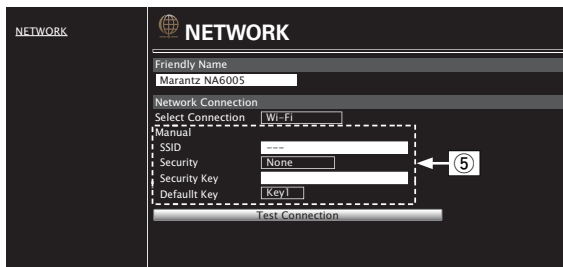 NETWORK
NETWORK
Friendly Name
Marantz NA6005
Network Connection
Select Connection Wi-Fi
Manual
SSID ---
Security None
Security Key
Defaullt Key Key1
Test Connection
⑤